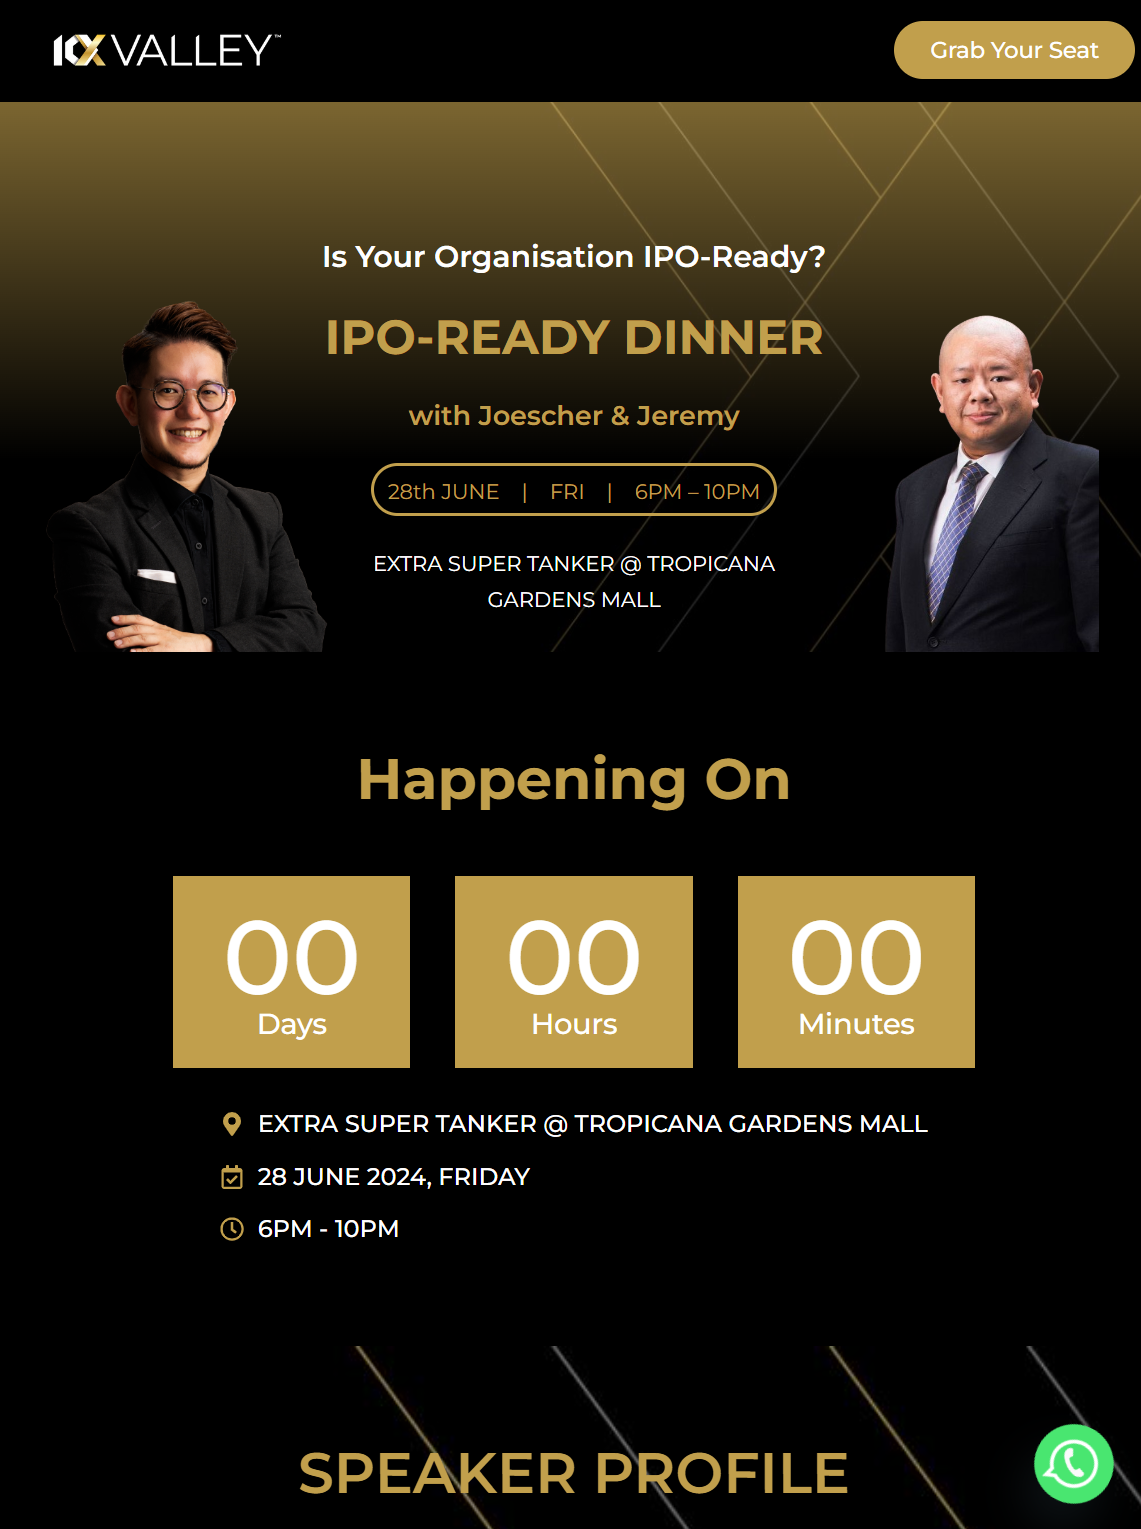 10X VALLEY™
Grab Your Seat
Is Your Organisation IPO-Ready?
IPO-READY DINNER
with Joescher & Jeremy
28th JUNE | FRI | 6PM – 10PM
EXTRA SUPER TANKER @ TROPICANA
GARDENS MALL
Happening On
00 00 00
Days Hours Minutes
EXTRA SUPER TANKER @ TROPICANA GARDENS MALL
28 JUNE 2024, FRIDAY
6PM - 10PM
SPEAKER PROFILE